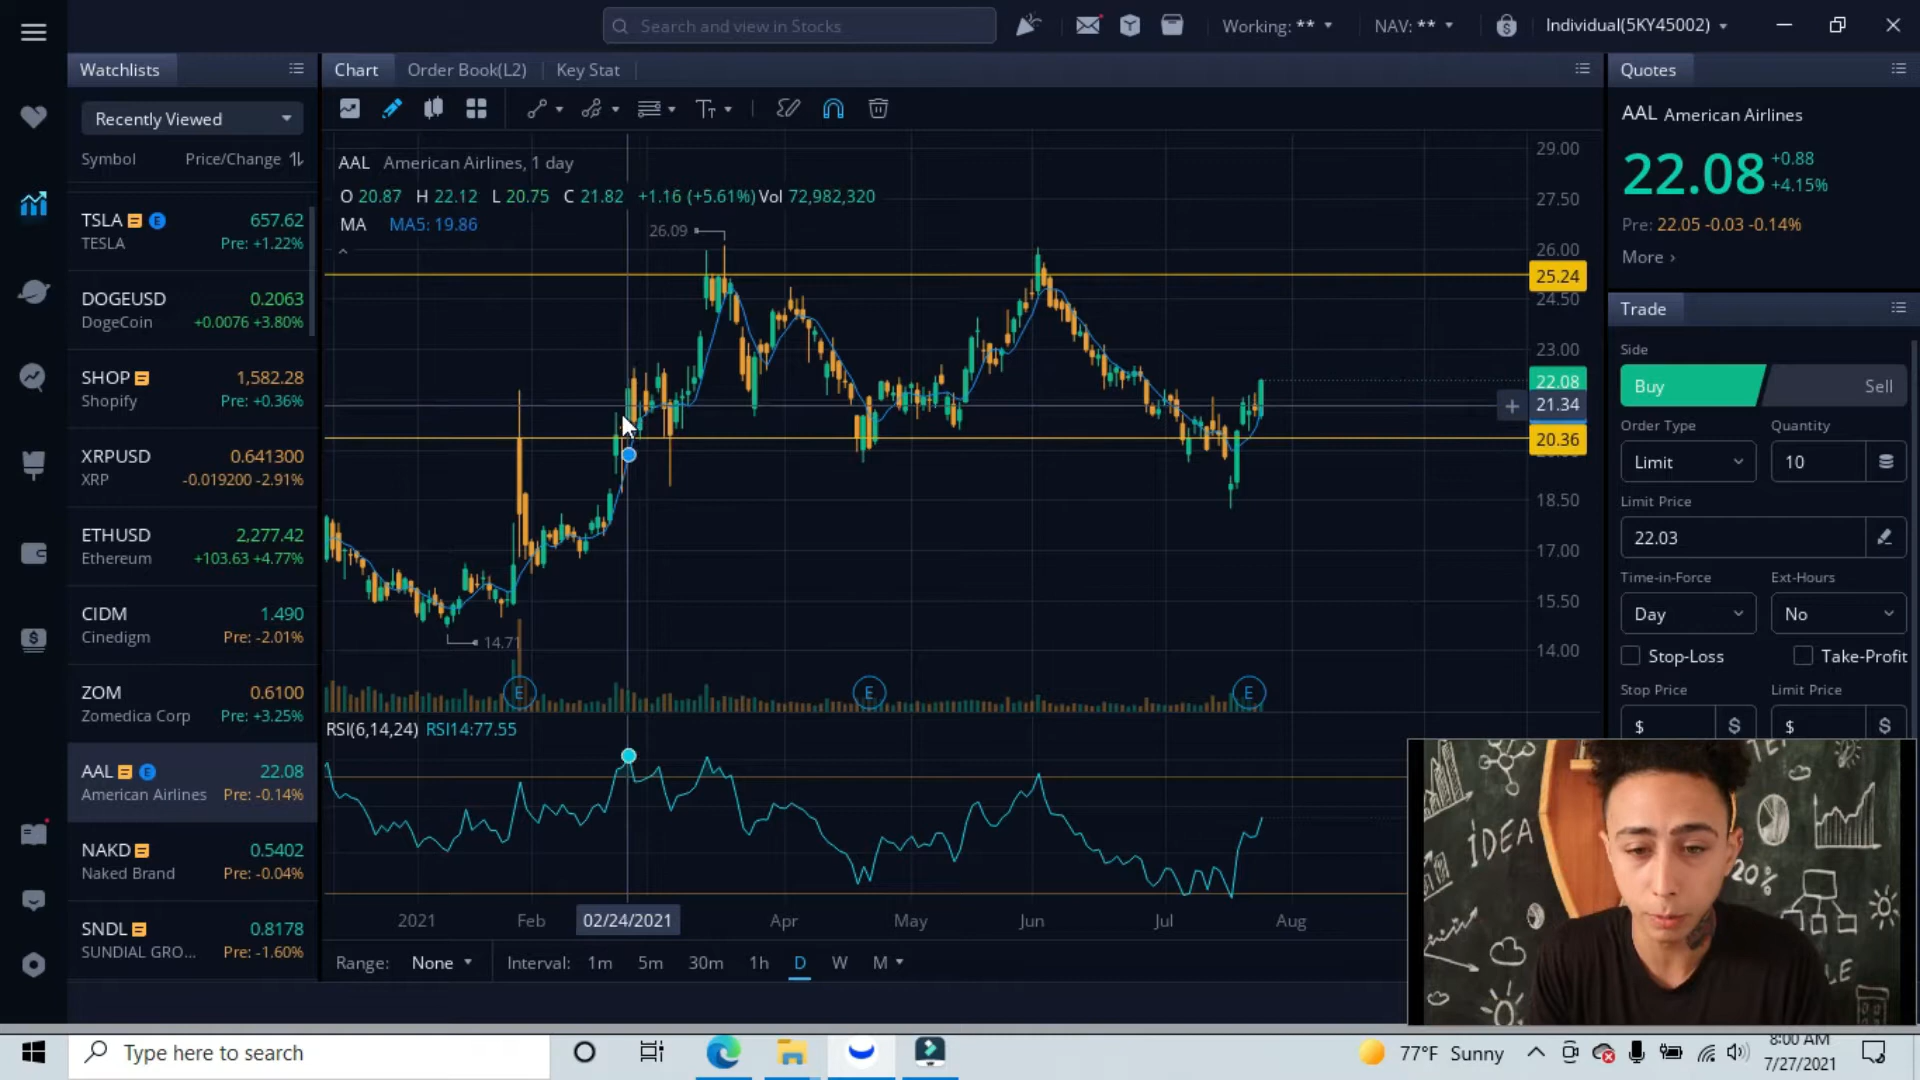 Search and view in Stocks
Working: **
NAV: **
Individual(5KY45002)
Watchlists
Recently Viewed
Symbol Price/Change
TSLA E 657.62
TESLA Pre: +1.22%
DOGEUSD 0.2063
DogeCoin +0.0076 +3.80%
SHOP 1,582.28
Shopify Pre: +0.36%
XRPUSD 0.641300
XRP -0.019200 -2.91%
ETHUSD 2,277.42
Ethereum +103.63 +4.77%
CIDM 1.490
Cinedigm Pre: -2.01%
ZOM 0.6100
Zomedica Corp Pre: +3.25%
AAL E 22.08
American Airlines Pre: -0.14%
NAKD 0.5402
Naked Brand Pre: -0.04%
SNDL 0.8178
SUNDIAL GRO... Pre: -1.60%
Chart Order Book(L2) Key Stat
AAL American Airlines, 1 day
O 20.87 H 22.12 L 20.75 C 21.82 +1.16 (+5.61%) Vol 72,982,320
MA MA5: 19.86
26.09
14.71
29.00
27.50
26.00
25.24
24.50
23.00
22.08
21.34
20.36
18.50
17.00
15.50
14.00
E E E
RSI(6,14,24) RSI14:77.55
2021 Feb 02/24/2021 Apr May Jun Jul Aug
Range: None Interval: 1m 5m 30m 1h D W M
Quotes
AAL American Airlines
22.08 +0.88
+4.15%
Pre: 22.05 -0.03 -0.14%
More ›
Trade
Side
Buy Sell
Order Type Quantity
Limit 10
Limit Price
22.03
Time-in-Force Ext-Hours
Day No
Stop-Loss Take-Profit
Stop Price Limit Price
$ $ $ $
IDEA
20%
Type here to search
77°F Sunny
8:00 AM
7/27/2021